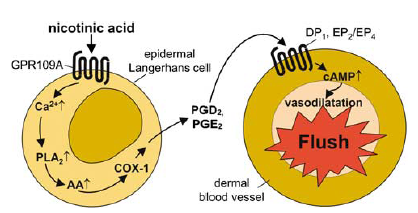 nicotinic acid
GPR109A
epidermal
Langerhans cell
Ca²⁺↑
PLA₂↑
AA↑
COX-1
PGD₂,
PGE₂
DP₁, EP₂/EP₄
cAMP↑
vasodilatation
Flush
dermal
blood vessel